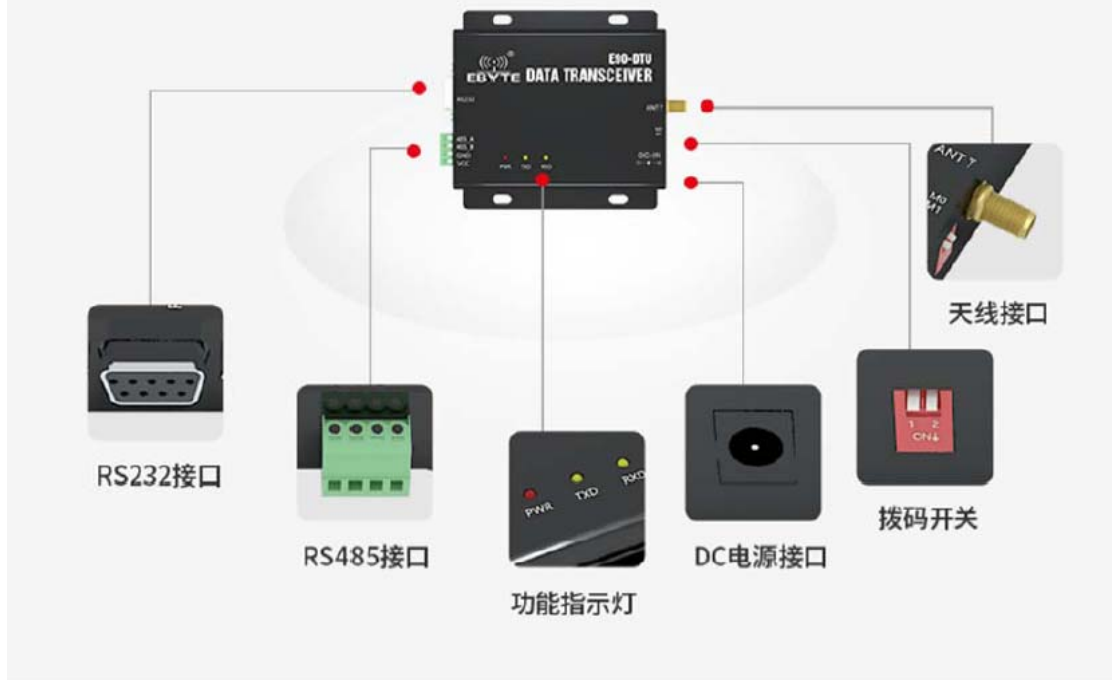 E90-DTU
EBYTE®
DATA TRANSCEIVER
RS232
ANT
485_A
485_B
GND
VCC
DC-IN
PWR
TXD
RXD
ANT
M0
M1
天线接口
RS232接口
1 2
ON↓
RS485接口
PWR
TXD
RXD
DC电源接口
拨码开关
功能指示灯